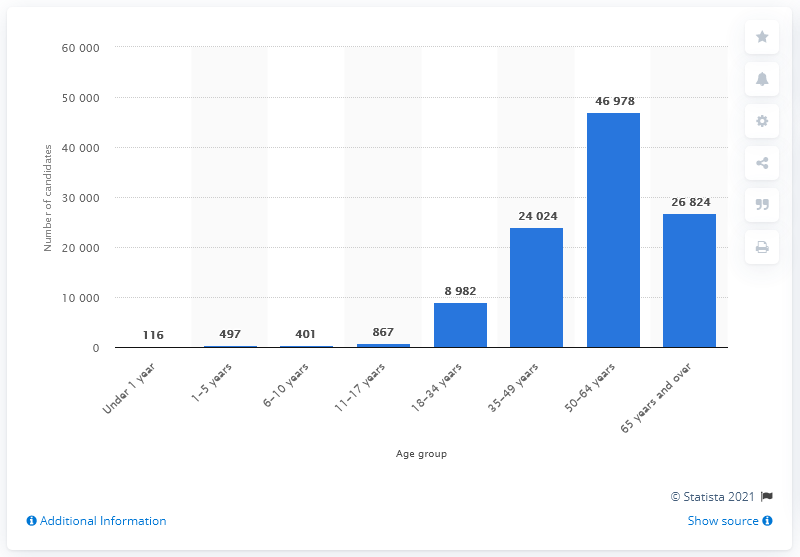 60 000
50 000
40 000
30 000
20 000
10 000
0
Number of candidates
116
497
401
867
8 982
24 024
46 978
26 824
Under 1 year
1–5 years
6–10 years
11–17 years
18–34 years
35–49 years
50–64 years
65 years and over
Age group
© Statista 2021
Additional Information
Show source